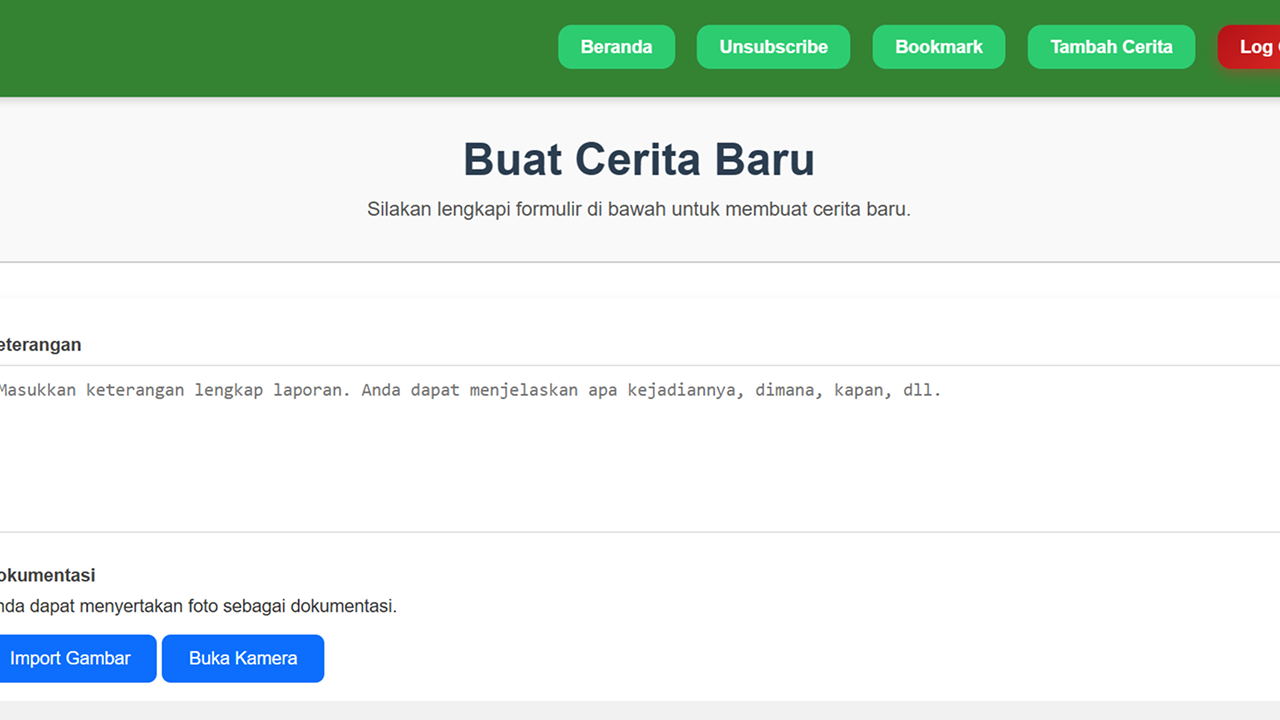 Beranda Unsubscribe Bookmark Tambah Cerita Log
Buat Cerita Baru
Silakan lengkapi formulir di bawah untuk membuat cerita baru.
eterangan
Masukkan keterangan lengkap laporan. Anda dapat menjelaskan apa kejadiannya, dimana, kapan, dll.
okumentasi
nda dapat menyertakan foto sebagai dokumentasi.
Import Gambar Buka Kamera